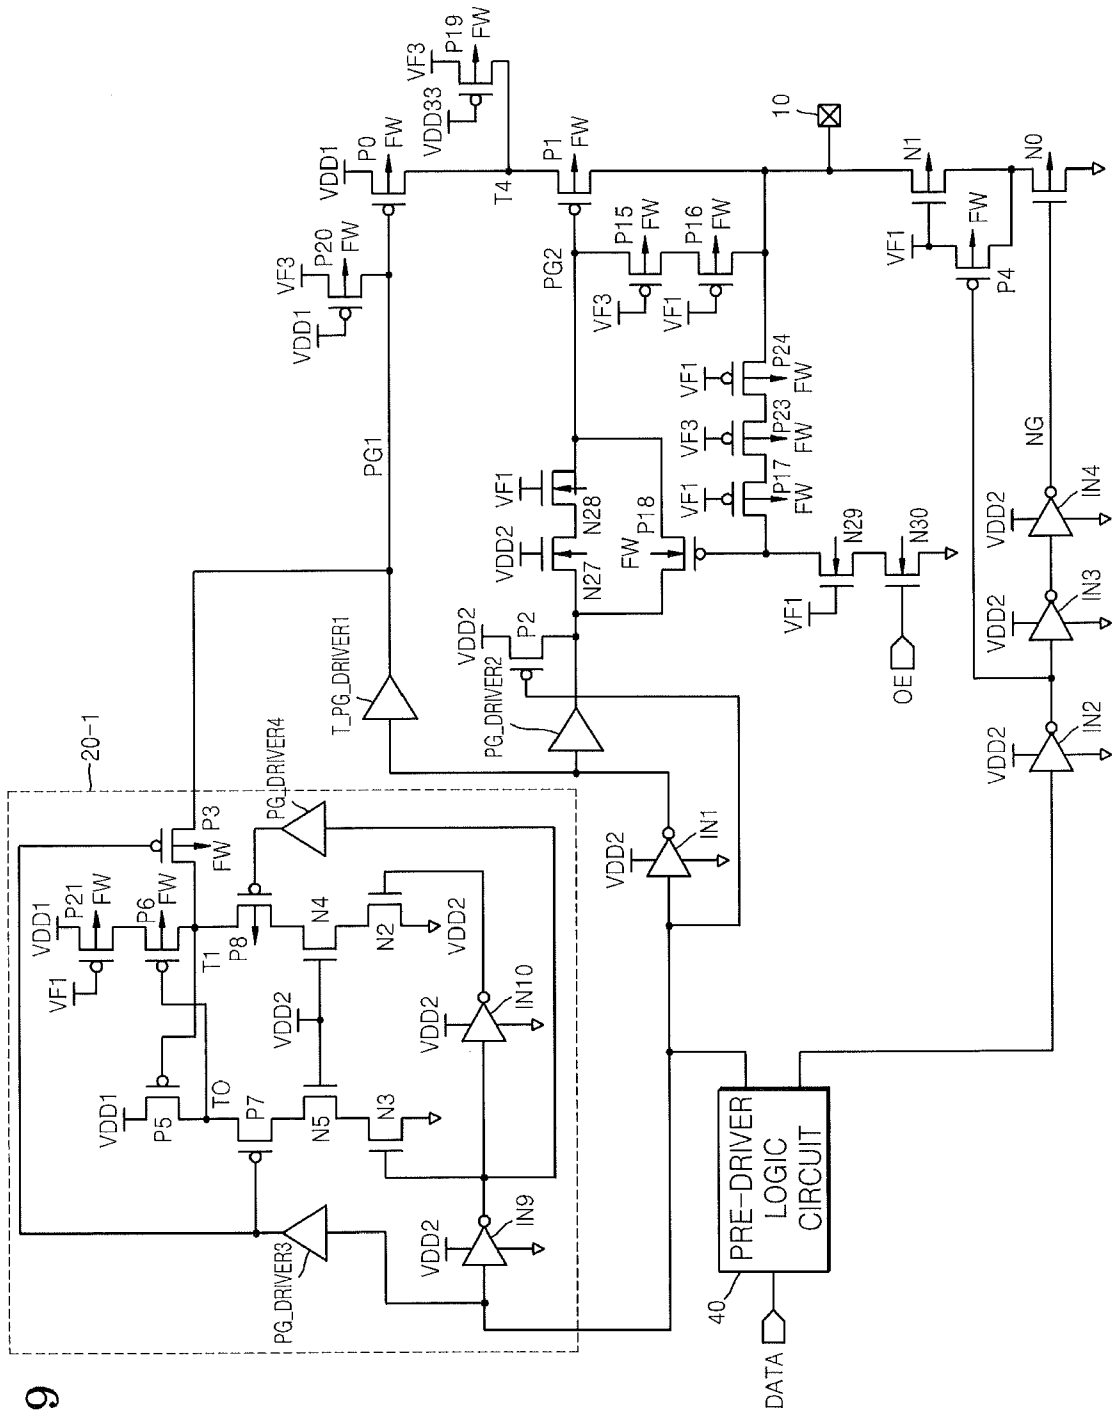 9
20-1
VDD1
P21
FW
VF1
P6
FW
T1
VDD1
P5
TO
P7
N5
N3
VDD2
P8
N4
N2
VDD2
P3
FW
PG_DRIVER4
PG_DRIVER3
VDD2
IN9
VDD2
IN10
T_PG_DRIVER1
PG1
VF3
P20
FW
VDD1
VDD1
P0
FW
VF3
P19
FW
VDD33
T4
P1
FW
PG2
PG_DRIVER2
VDD2
P2
VDD2
N27
VF1
N28
FW
P18
P15
FW
VF3
P16
FW
VF1
VF1
P17
FW
VF3
P23
FW
VF1
P24
FW
10
N29
VF1
N30
OE
VDD2
IN1
N1
VF1
FW
P4
N0
NG
VDD2
IN2
VDD2
IN3
VDD2
IN4
PRE-DRIVER
LOGIC
CIRCUIT
40
DATA